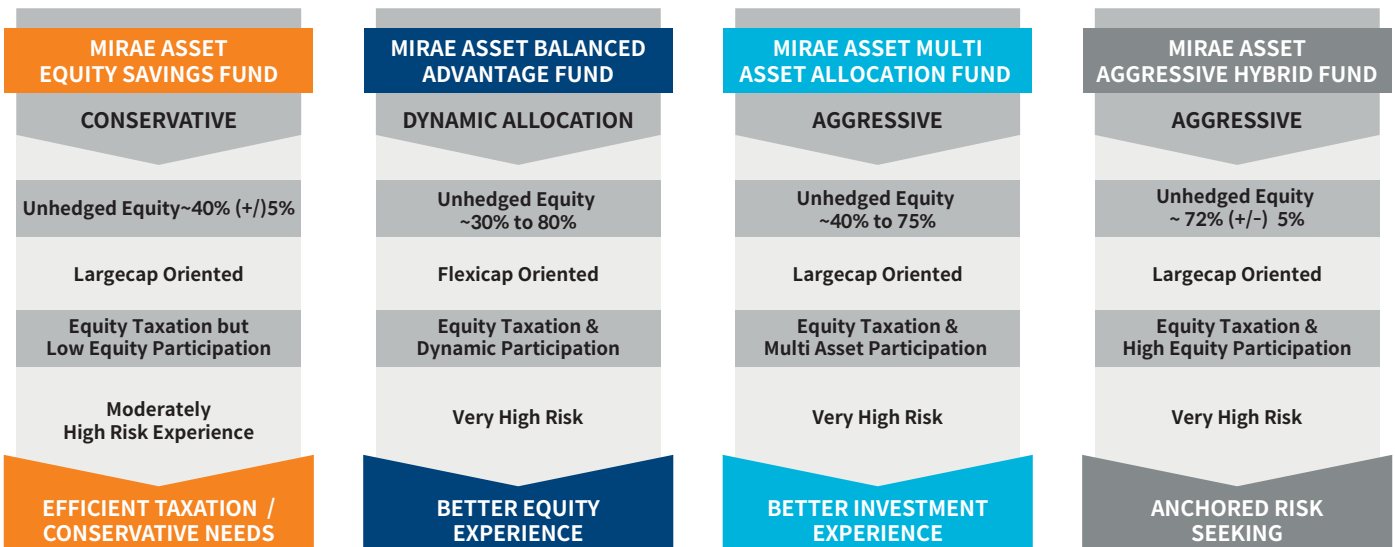 MIRAE ASSET
EQUITY SAVINGS FUND
CONSERVATIVE
Unhedged Equity~40% (+/)5%
Largecap Oriented
Equity Taxation but
Low Equity Participation
Moderately
High Risk Experience
EFFICIENT TAXATION /
CONSERVATIVE NEEDS
MIRAE ASSET BALANCED
ADVANTAGE FUND
DYNAMIC ALLOCATION
Unhedged Equity
~30% to 80%
Flexicap Oriented
Equity Taxation &
Dynamic Participation
Very High Risk
BETTER EQUITY
EXPERIENCE
MIRAE ASSET MULTI
ASSET ALLOCATION FUND
AGGRESSIVE
Unhedged Equity
~40% to 75%
Largecap Oriented
Equity Taxation &
Multi Asset Participation
Very High Risk
BETTER INVESTMENT
EXPERIENCE
MIRAE ASSET
AGGRESSIVE HYBRID FUND
AGGRESSIVE
Unhedged Equity
~ 72% (+/-) 5%
Largecap Oriented
Equity Taxation &
High Equity Participation
Very High Risk
ANCHORED RISK
SEEKING